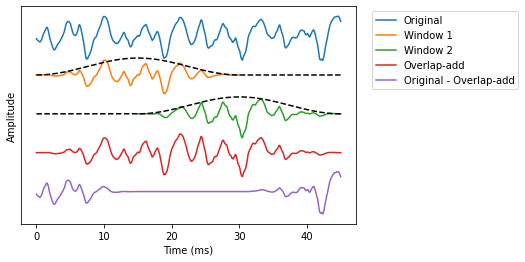 Original
Window 1
Window 2
Overlap-add
Original - Overlap-add
Amplitude
0
10
20
30
40
Time (ms)